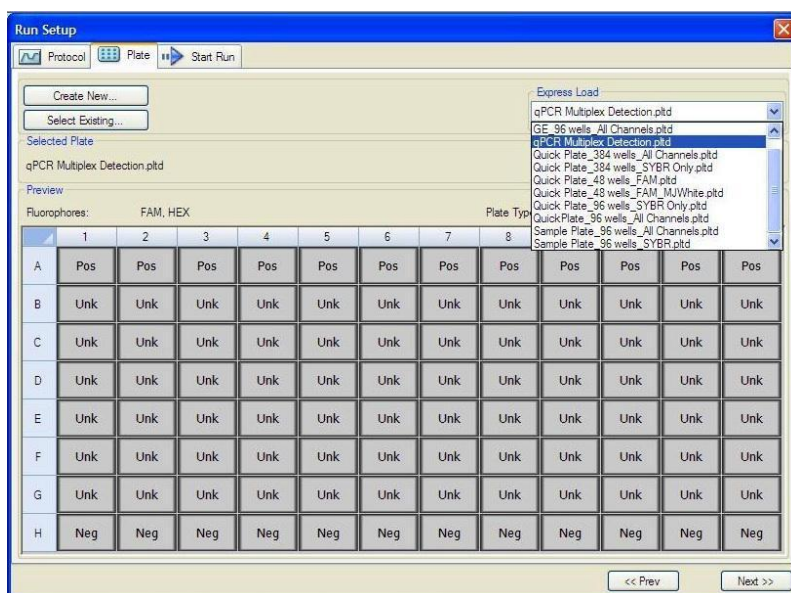 Run Setup
Protocol Plate Start Run
Create New...
Select Existing...
Express Load
qPCR Multiplex Detection.pltd
GE_96 wells_All Channels.pltd
qPCR Multiplex Detection.pltd
Quick Plate_384 wells_All Channels.pltd
Quick Plate_384 wells_SYBR Only.pltd
Quick Plate_48 wells_FAM.pltd
Quick Plate_48 wells_FAM_MJWhite.pltd
Quick Plate_96 wells_SYBR Only.pltd
QuickPlate_96 wells_All Channels.pltd
Sample Plate_96 wells_All Channels.pltd
Sample Plate_96 wells_SYBR.pltd
Selected Plate
qPCR Multiplex Detection.pltd
Preview
Fluorophores: FAM, HEX Plate Typ
1 2 3 4 5 6 7 8
A Pos Pos Pos Pos Pos Pos Pos Pos Pos Pos Pos Pos
B Unk Unk Unk Unk Unk Unk Unk Unk Unk Unk Unk Unk
C Unk Unk Unk Unk Unk Unk Unk Unk Unk Unk Unk Unk
D Unk Unk Unk Unk Unk Unk Unk Unk Unk Unk Unk Unk
E Unk Unk Unk Unk Unk Unk Unk Unk Unk Unk Unk Unk
F Unk Unk Unk Unk Unk Unk Unk Unk Unk Unk Unk Unk
G Unk Unk Unk Unk Unk Unk Unk Unk Unk Unk Unk Unk
H Neg Neg Neg Neg Neg Neg Neg Neg Neg Neg Neg Neg
<< Prev Next >>